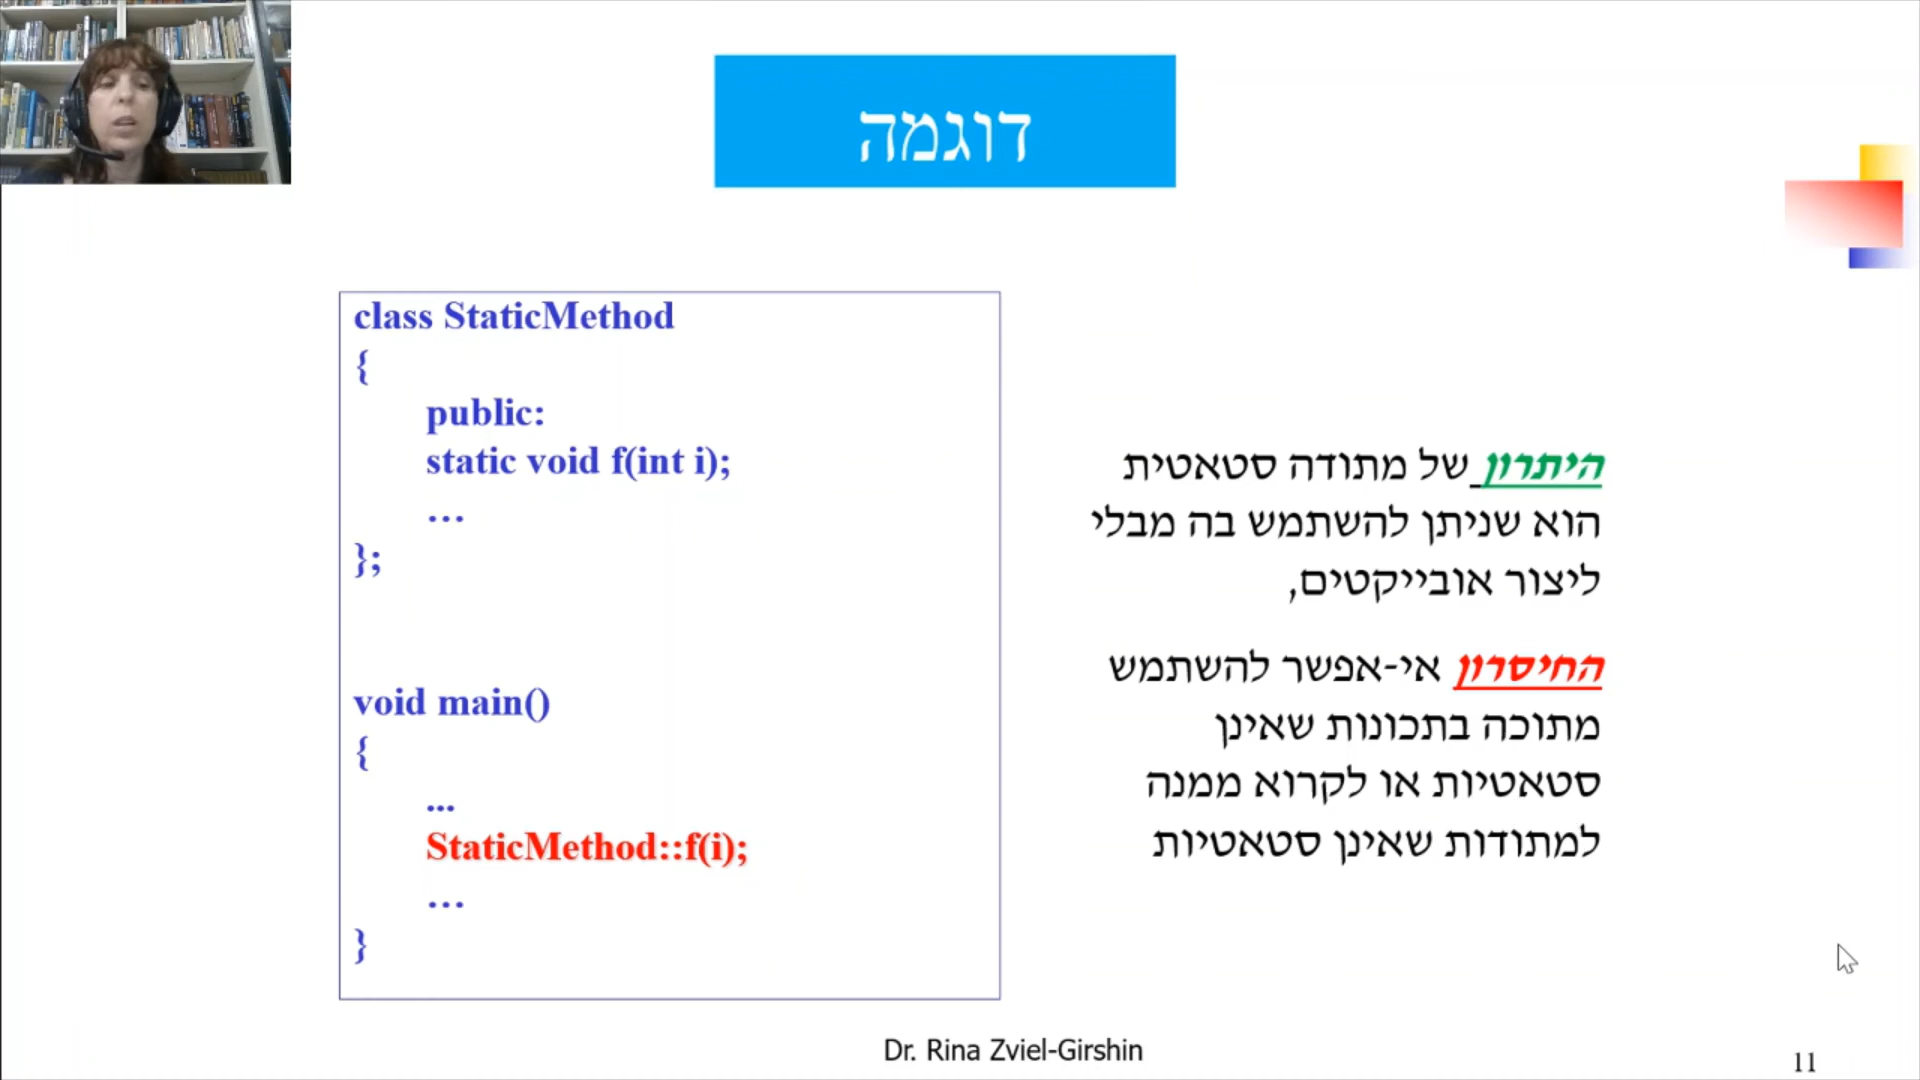 דוגמה
class StaticMethod
{
public:
static void f(int i);
…
};
void main()
{
...
StaticMethod::f(i);
…
}
היתרון של מתודה סטאטית
הוא שניתן להשתמש בה מבלי
ליצור אובייקטים,
החיסרון אי-אפשר להשתמש
מתוכה בתכונות שאינן
סטאטיות או לקרוא ממנה
למתודות שאינן סטאטיות
Dr. Rina Zviel-Girshin
11